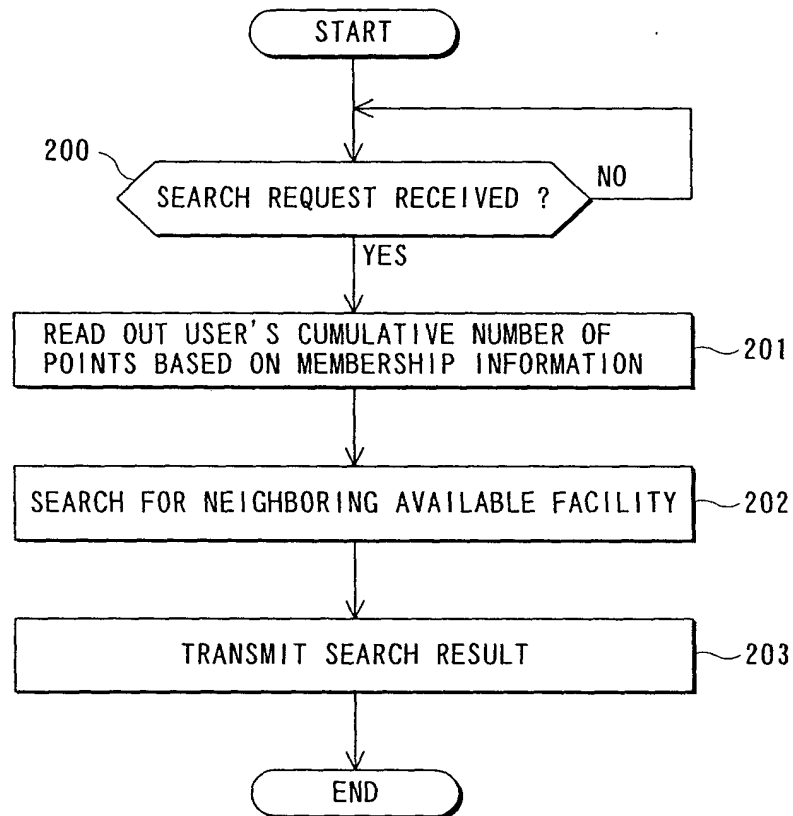 START
200
SEARCH REQUEST RECEIVED ?
NO
YES
READ OUT USER'S CUMULATIVE NUMBER OF
POINTS BASED ON MEMBERSHIP INFORMATION
201
SEARCH FOR NEIGHBORING AVAILABLE FACILITY
202
TRANSMIT SEARCH RESULT
203
END